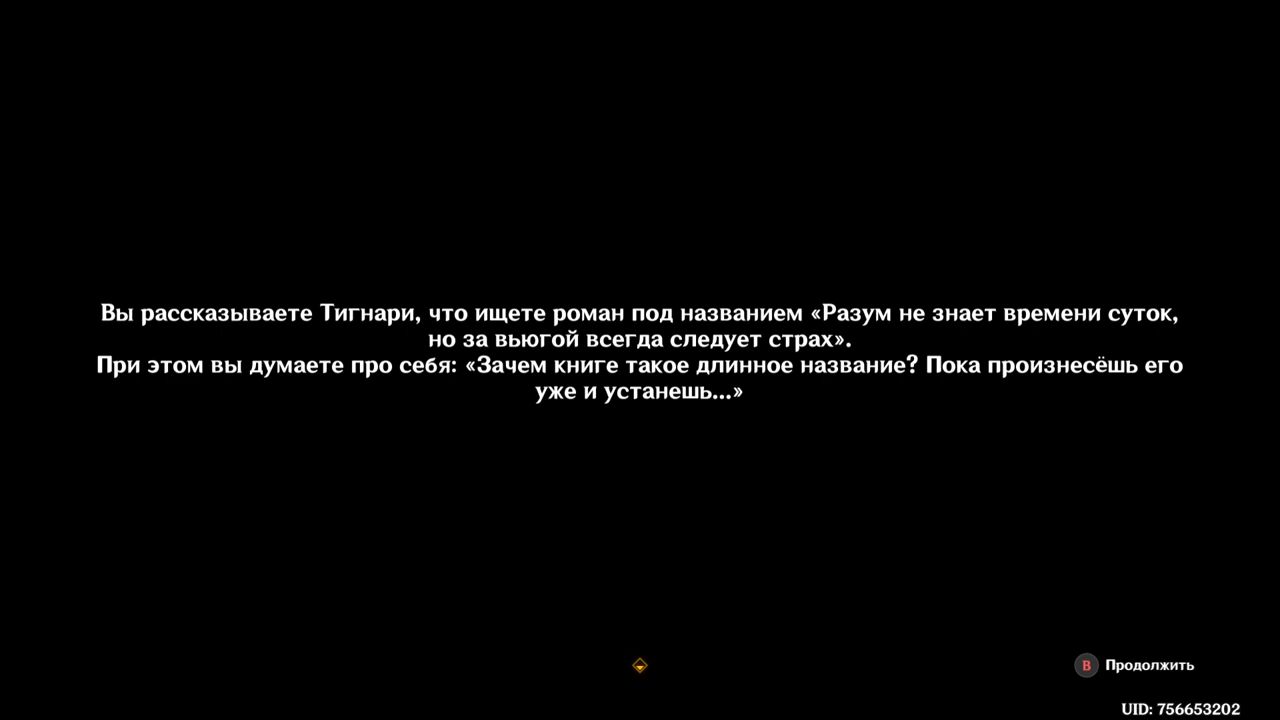 Вы рассказываете Тигнари, что ищете роман под названием «Разум не знает времени суток,
но за вьюгой всегда следует страх».
При этом вы думаете про себя: «Зачем книге такое длинное название? Пока произнесёшь его
уже и устанешь...»
B Продолжить
UID: 756653202